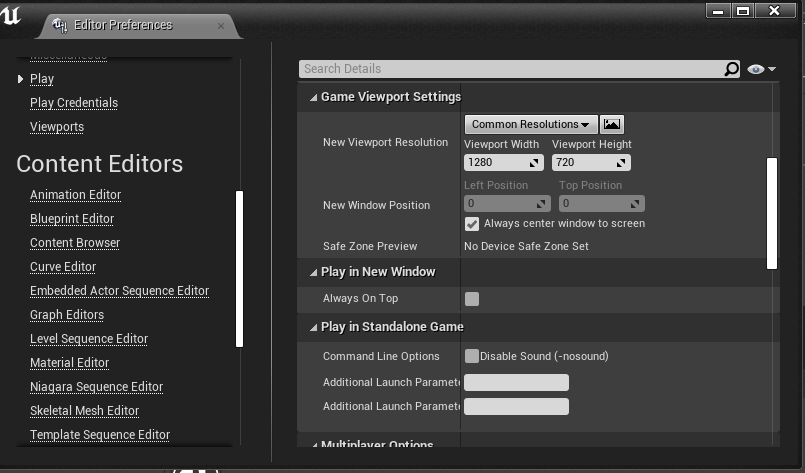 Editor Preferences
Miscellaneous
Play
Play Credentials
Viewports
Content Editors
Animation Editor
Blueprint Editor
Content Browser
Curve Editor
Embedded Actor Sequence Editor
Graph Editors
Level Sequence Editor
Material Editor
Niagara Sequence Editor
Skeletal Mesh Editor
Template Sequence Editor
Search Details
Game Viewport Settings
New Viewport Resolution
Common Resolutions
Viewport Width Viewport Height
1280 720
Left Position Top Position
New Window Position
0 0
Always center window to screen
Safe Zone Preview No Device Safe Zone Set
Play in New Window
Always On Top
Play in Standalone Game
Command Line Options Disable Sound (-nosound)
Additional Launch Paramete
Additional Launch Paramete
Multiplayer Options